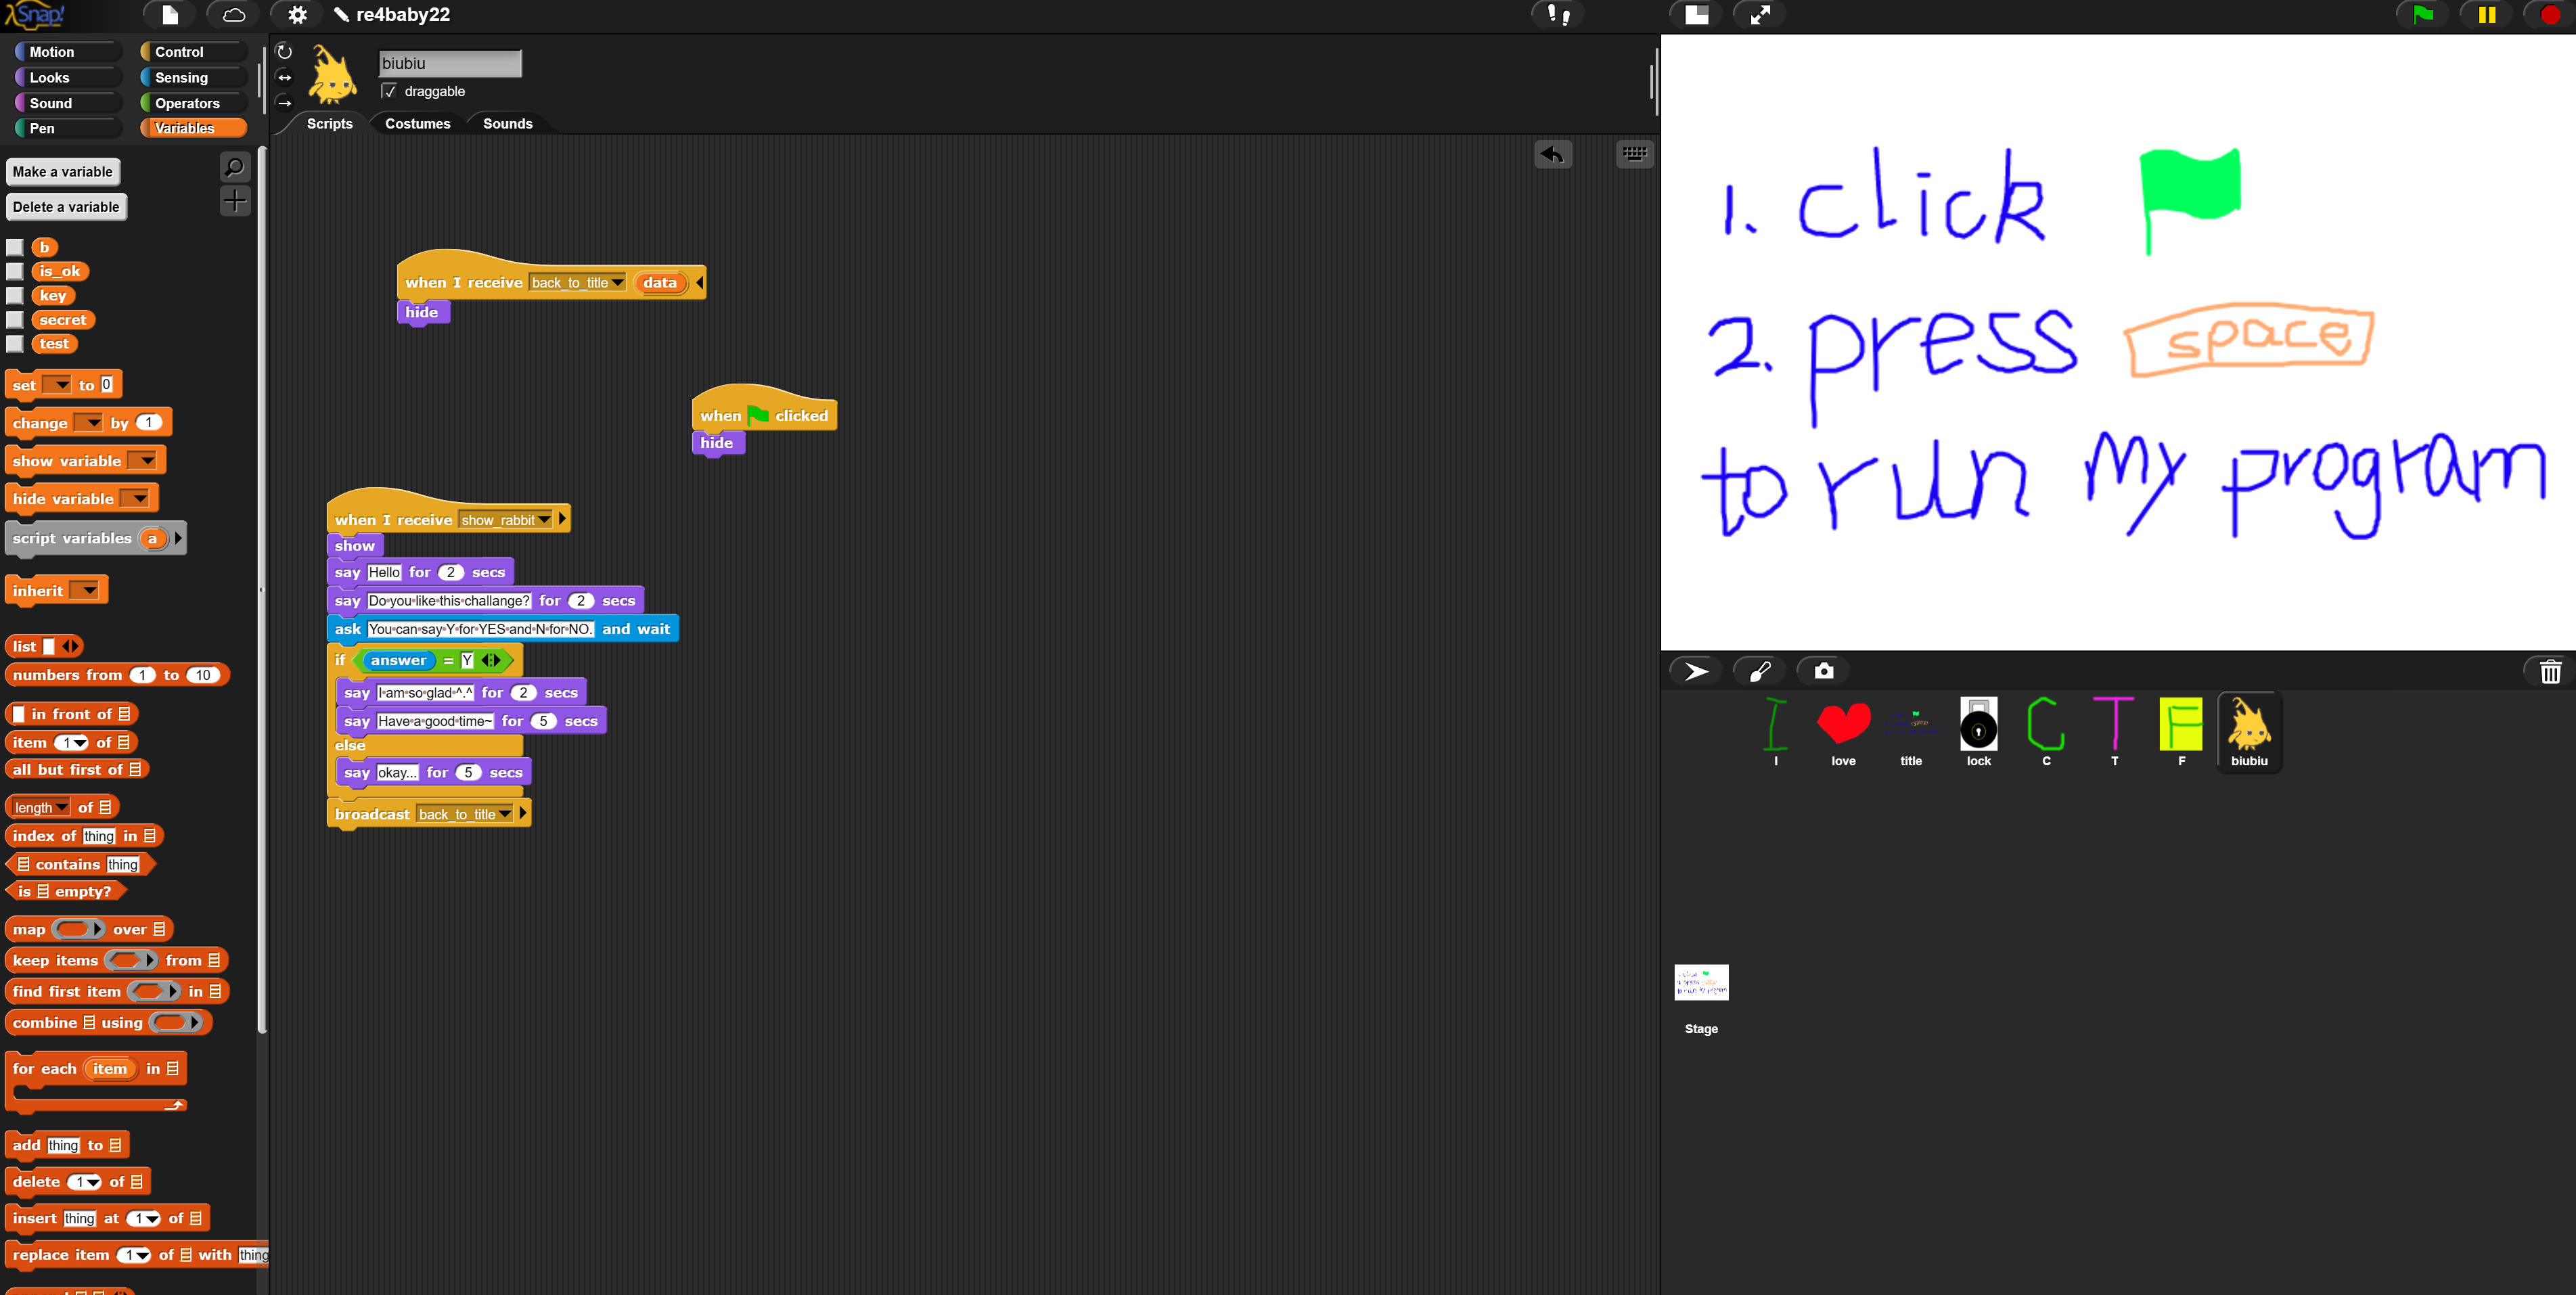 Snap!
re4baby22
Motion
Control
Looks
Sensing
Sound
Operators
Pen
Variables
biubiu
draggable
Scripts
Costumes
Sounds
Make a variable
Delete a variable
b
is_ok
key
secret
test
set to 0
change by 1
show variable
hide variable
script variables a
inherit
list
numbers from 1 to 10
in front of
item 1 of
all but first of
length of
index of thing in
contains thing
is empty?
map over
keep items from
find first item in
combine using
for each item in
add thing to
delete 1 of
insert thing at 1 of
replace item 1 of with thing
when I receive back_to_title data
hide
when clicked
hide
when I receive show_rabbit
show
say Hello for 2 secs
say Do you like this challange? for 2 secs
ask You can say Y for YES and N for NO. and wait
if answer = Y
say I am so glad ^.^ for 2 secs
say Have a good time~ for 5 secs
else
say okay... for 5 secs
broadcast back_to_title
1. click
2. press space
to run my program
I
love
title
lock
C
T
F
biubiu
Stage